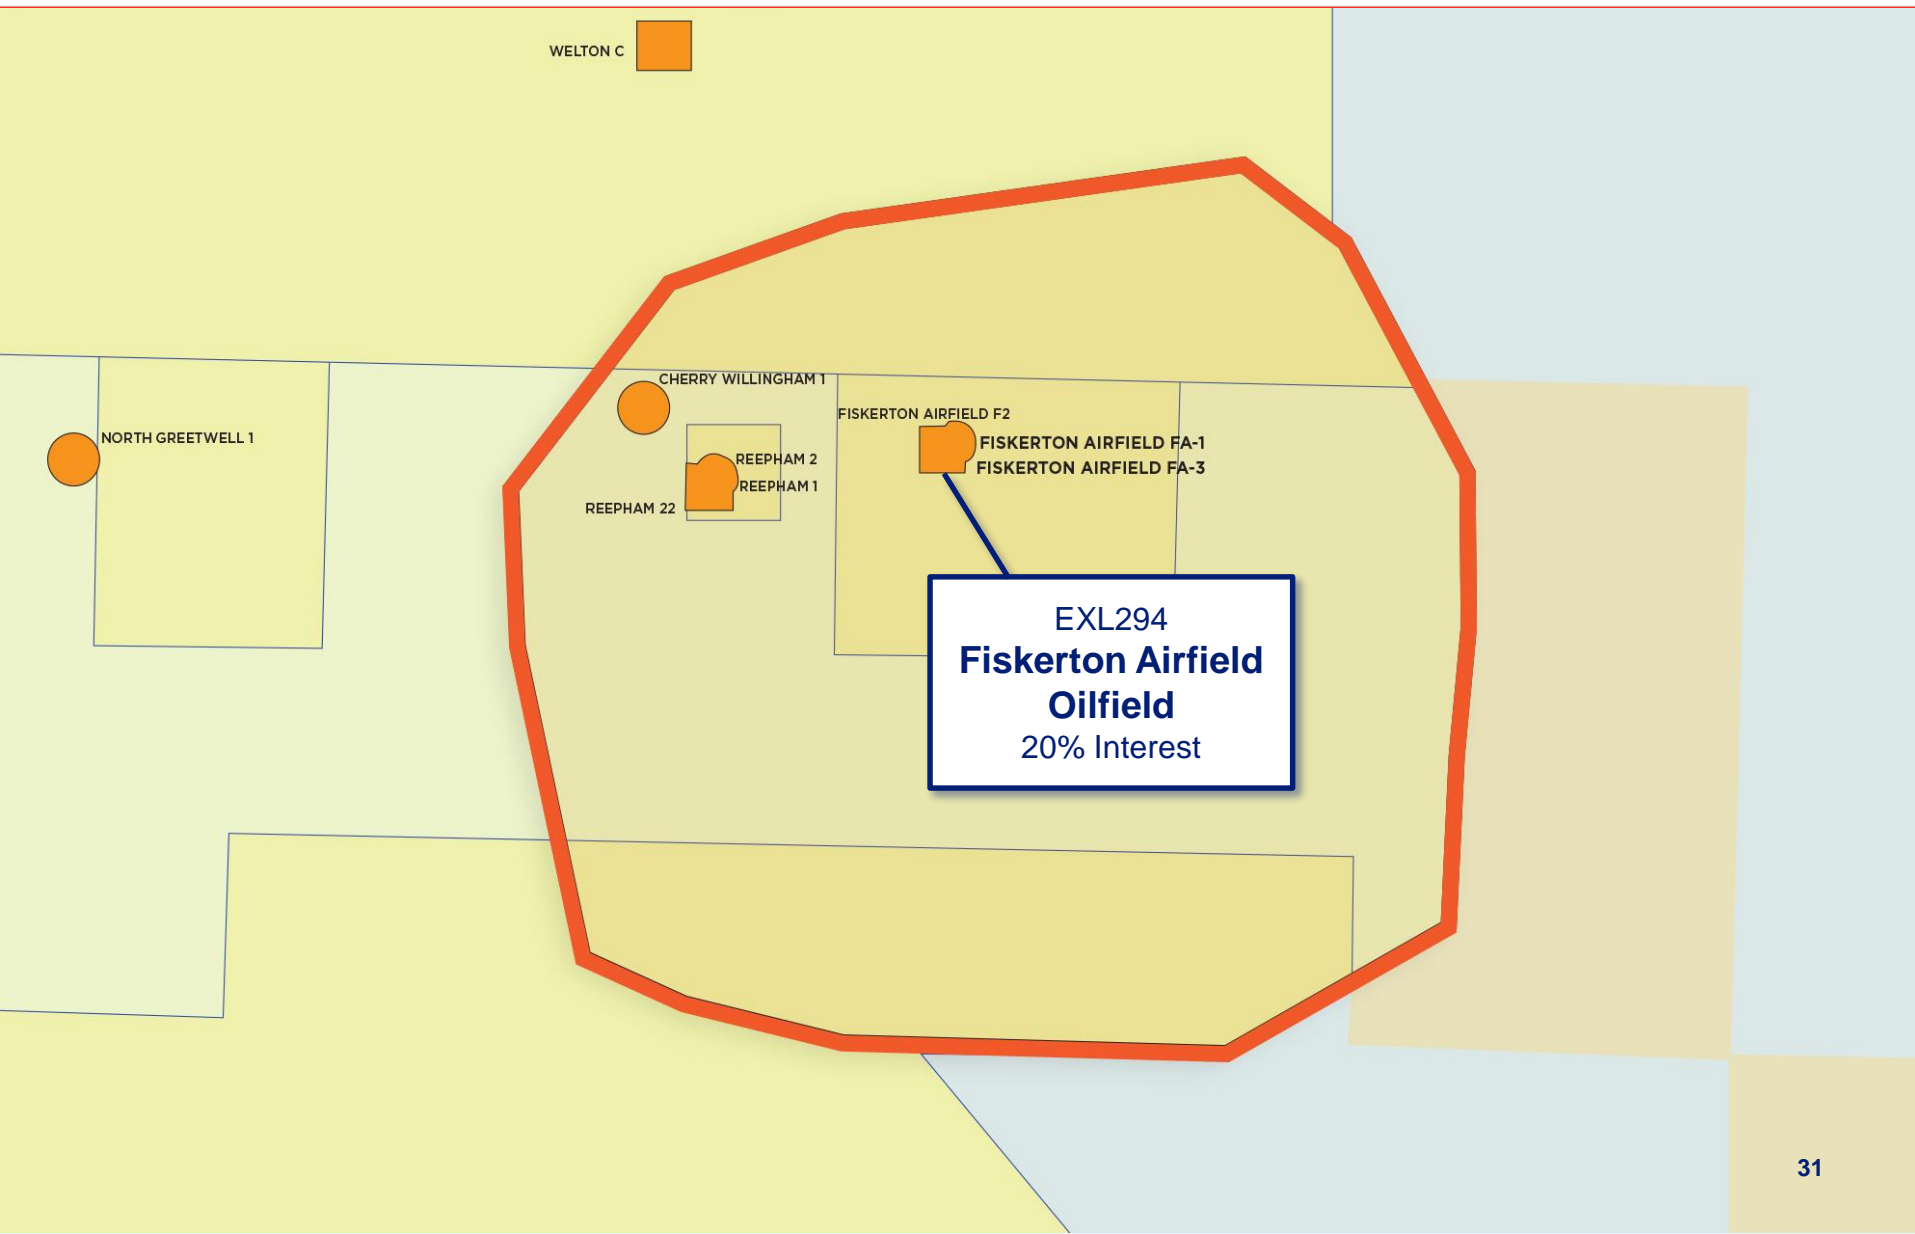 WELTON C
CHERRY WILLINGHAM 1
FISKERTON AIRFIELD F2
NORTH GREETWELL 1
FISKERTON AIRFIELD FA-1
REEPHAM 2
FISKERTON AIRFIELD FA-3
REEPHAM 1
REEPHAM 22
EXL294
Fiskerton Airfield
Oilfield
20% Interest
31